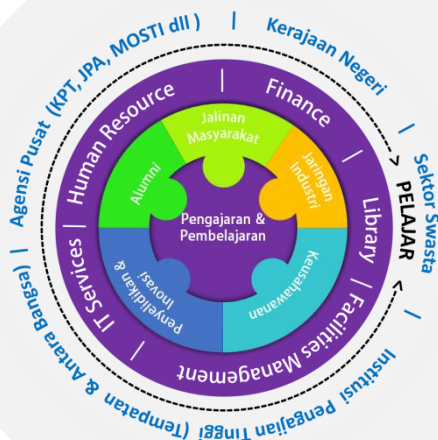 Agensi Pusat (KPT, JPA, MOSTI dll )
|
Kerajaan Negeri
|
Sektor Swasta
|
Institusi Pengajian Tinggi (Tempatan & Antara Bangsa)
|
> PELAJAR <
Human Resource
|
Finance
|
Library
|
Facilities Management
|
IT Services
|
Alumni
Jalinan
Masyarakat
Jaringan
Industri
Keusahawanan
Penyelidikan &
Inovasi
Pengajaran &
Pembelajaran